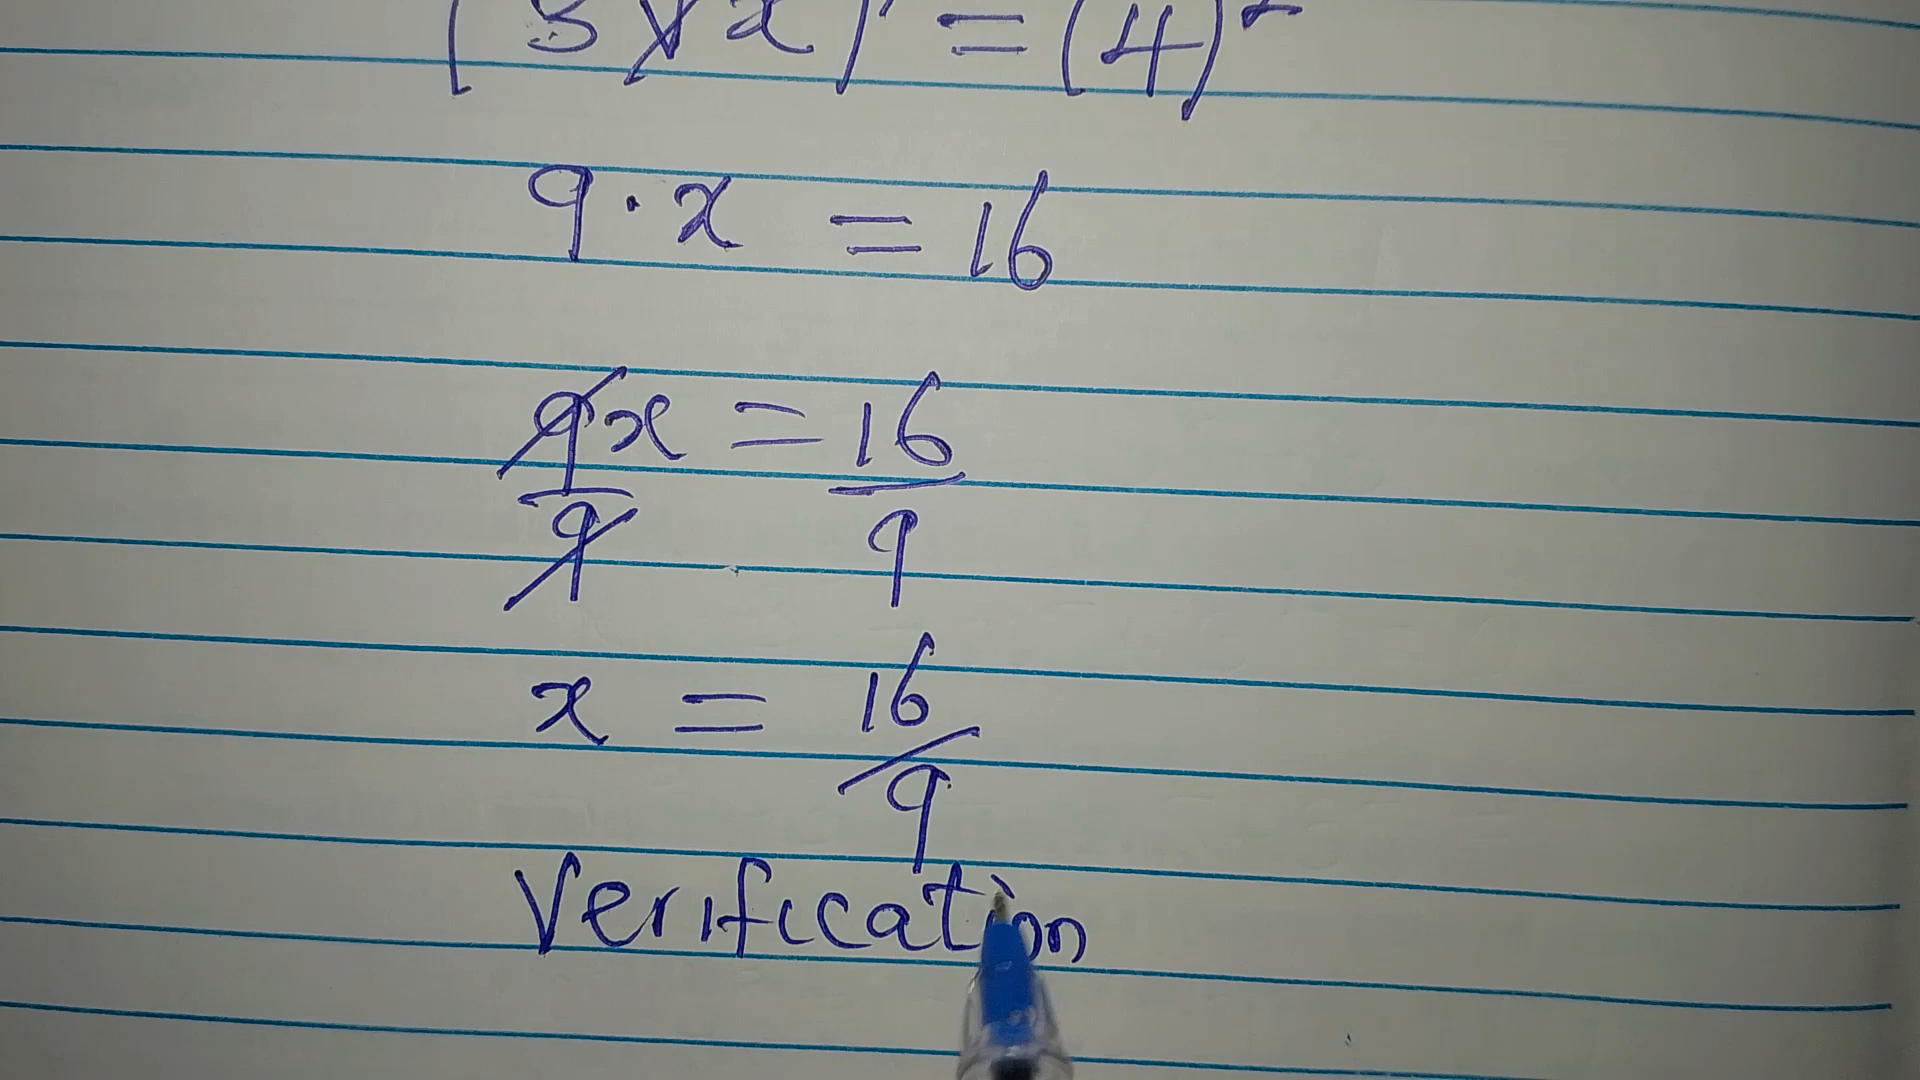 (3√x)² = (4)²
9·x = 16
9x/9 = 16/9
x = 16/9
Verification